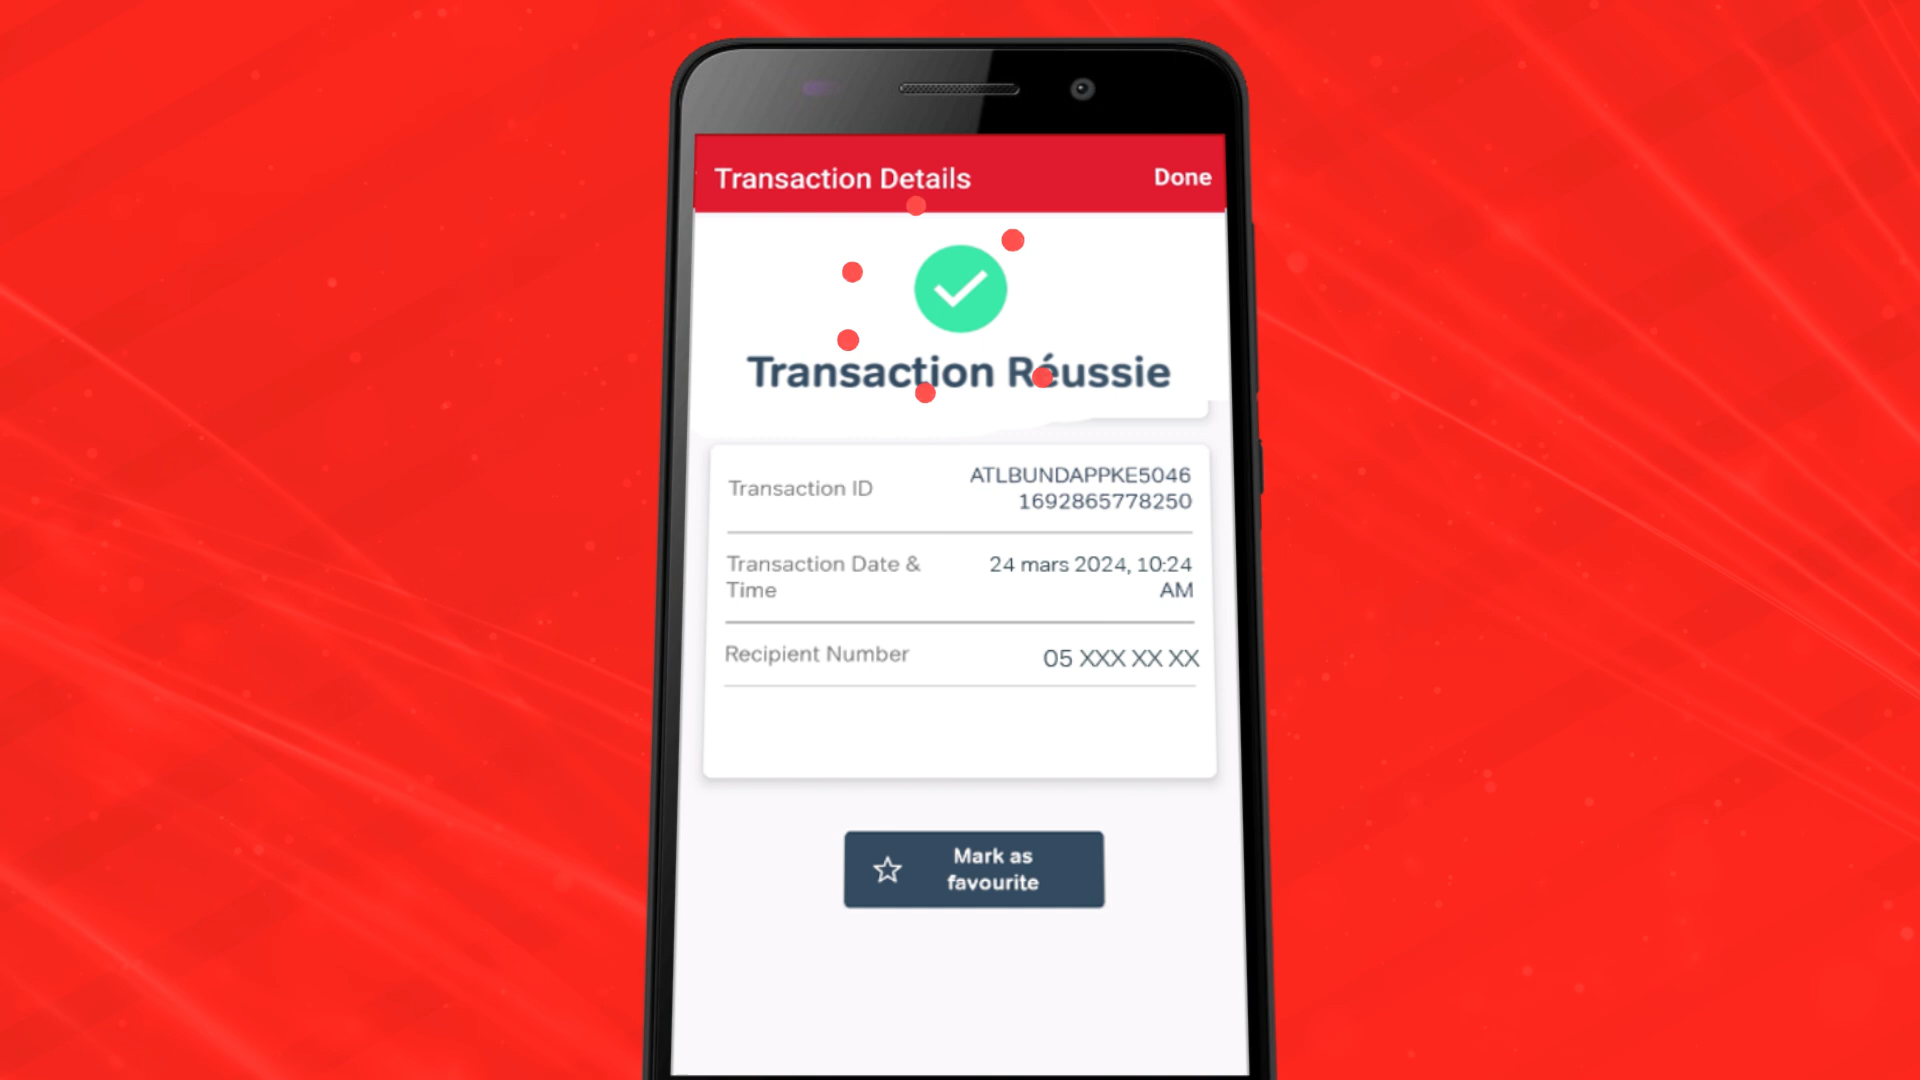 Transaction Details
Done
Transaction Réussie
Transaction ID
ATLBUNDAPPKE5046
1692865778250
Transaction Date &
Time
24 mars 2024, 10:24
AM
Recipient Number
05 XXX XX XX
Mark as
favourite